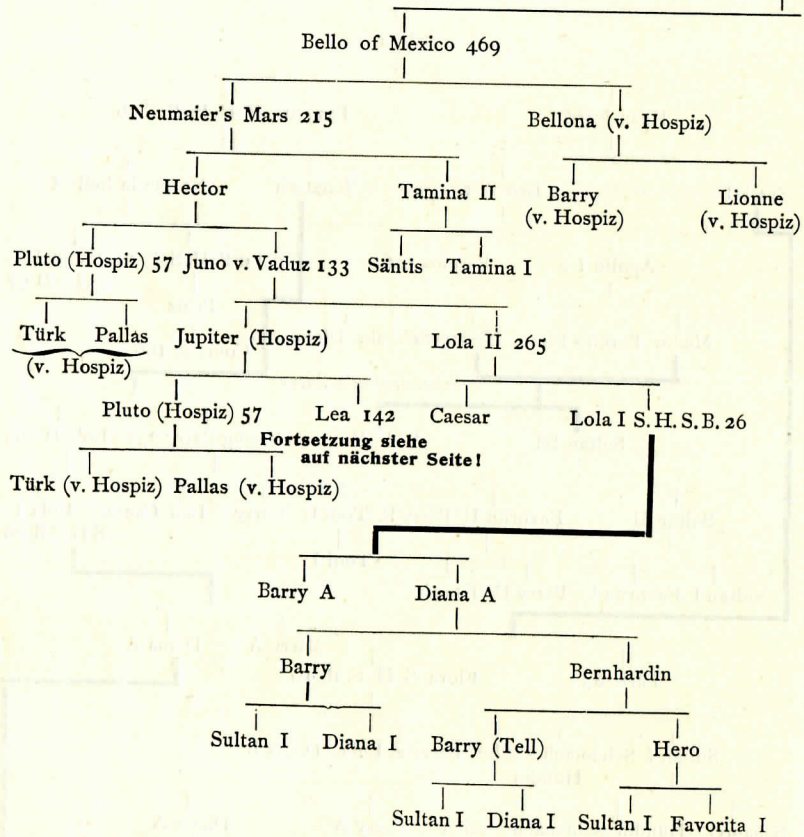 Bello of Mexico 469
Neumaier's Mars 215 Bellona (v. Hospiz)
Hector Tamina II Barry Lionne
(v. Hospiz) (v. Hospiz)
Pluto (Hospiz) 57 Juno v. Vaduz 133 Säntis Tamina I
Türk Pallas Jupiter (Hospiz) Lola II 265
(v. Hospiz)
Pluto (Hospiz) 57 Lea 142 Caesar Lola I S. H. S. B. 26
Fortsetzung siehe
auf nächster Seite!
Türk (v. Hospiz) Pallas (v. Hospiz)
Barry A Diana A
Barry Bernhardin
Sultan I Diana I Barry (Tell) Hero
Sultan I Diana I Sultan I Favorita I